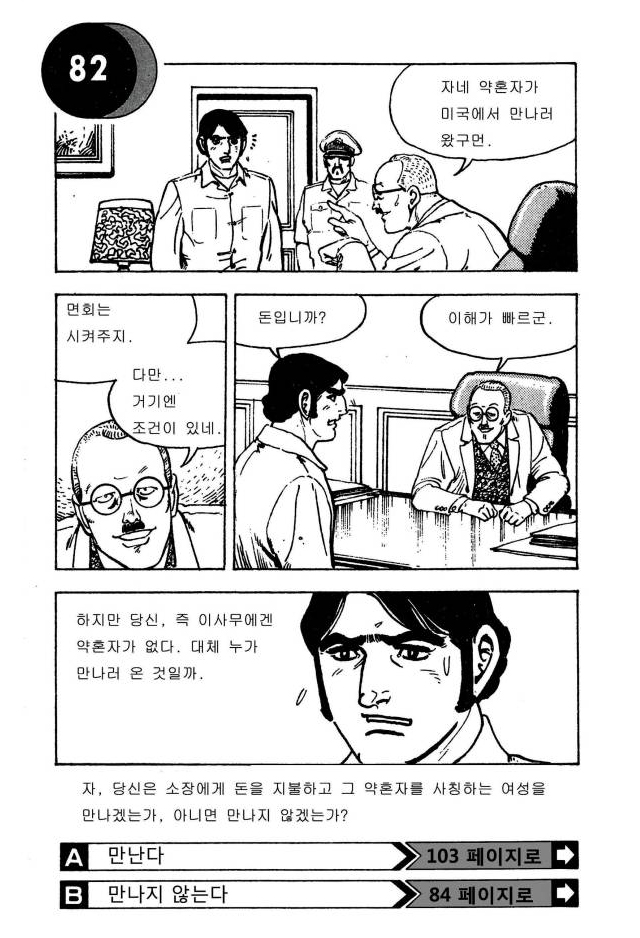 82
자네 약혼자가
미국에서 만나러
왔구먼.
면회는
시켜주지.
다만...
거기엔
조건이 있네.
돈입니까?
이해가 빠르군.
하지만 당신, 즉 이사무에겐
약혼자가 없다. 대체 누가
만나러 온 것일까.
자, 당신은 소장에게 돈을 지불하고 그 약혼자를 사칭하는 여성을
만나겠는가, 아니면 만나지 않겠는가?
A 만난다 103 페이지로
B 만나지 않는다 84 페이지로